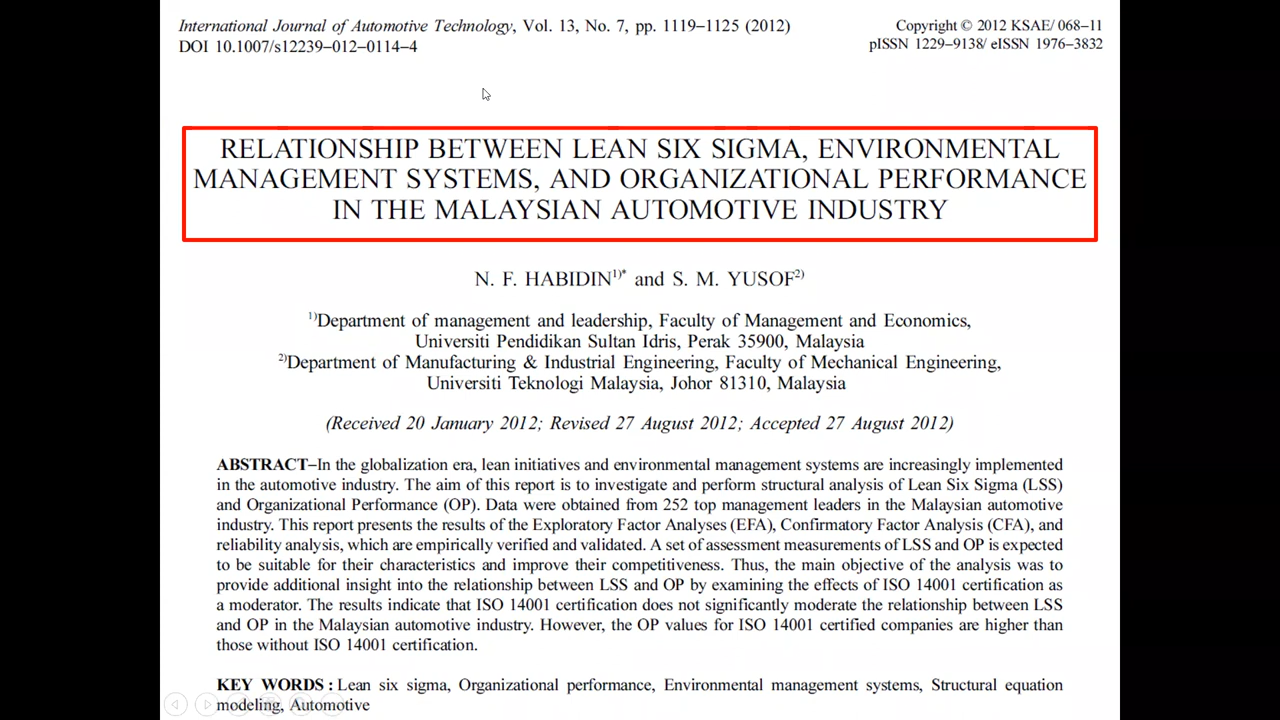 International Journal of Automotive Technology, Vol. 13, No. 7, pp. 1119−1125 (2012)
DOI 10.1007/s12239−012−0114−4
Copyright © 2012 KSAE/ 068−11
pISSN 1229−9138/ eISSN 1976−3832
RELATIONSHIP BETWEEN LEAN SIX SIGMA, ENVIRONMENTAL
MANAGEMENT SYSTEMS, AND ORGANIZATIONAL PERFORMANCE
IN THE MALAYSIAN AUTOMOTIVE INDUSTRY
N. F. HABIDIN1)* and S. M. YUSOF2)
1)Department of management and leadership, Faculty of Management and Economics,
Universiti Pendidikan Sultan Idris, Perak 35900, Malaysia
2)Department of Manufacturing & Industrial Engineering, Faculty of Mechanical Engineering,
Universiti Teknologi Malaysia, Johor 81310, Malaysia
(Received 20 January 2012; Revised 27 August 2012; Accepted 27 August 2012)
ABSTRACT−In the globalization era, lean initiatives and environmental management systems are increasingly implemented
in the automotive industry. The aim of this report is to investigate and perform structural analysis of Lean Six Sigma (LSS)
and Organizational Performance (OP). Data were obtained from 252 top management leaders in the Malaysian automotive
industry. This report presents the results of the Exploratory Factor Analyses (EFA), Confirmatory Factor Analysis (CFA), and
reliability analysis, which are empirically verified and validated. A set of assessment measurements of LSS and OP is expected
to be suitable for their characteristics and improve their competitiveness. Thus, the main objective of the analysis was to
provide additional insight into the relationship between LSS and OP by examining the effects of ISO 14001 certification as
a moderator. The results indicate that ISO 14001 certification does not significantly moderate the relationship between LSS
and OP in the Malaysian automotive industry. However, the OP values for ISO 14001 certified companies are higher than
those without ISO 14001 certification.
KEY WORDS : Lean six sigma, Organizational performance, Environmental management systems, Structural equation
modeling, Automotive